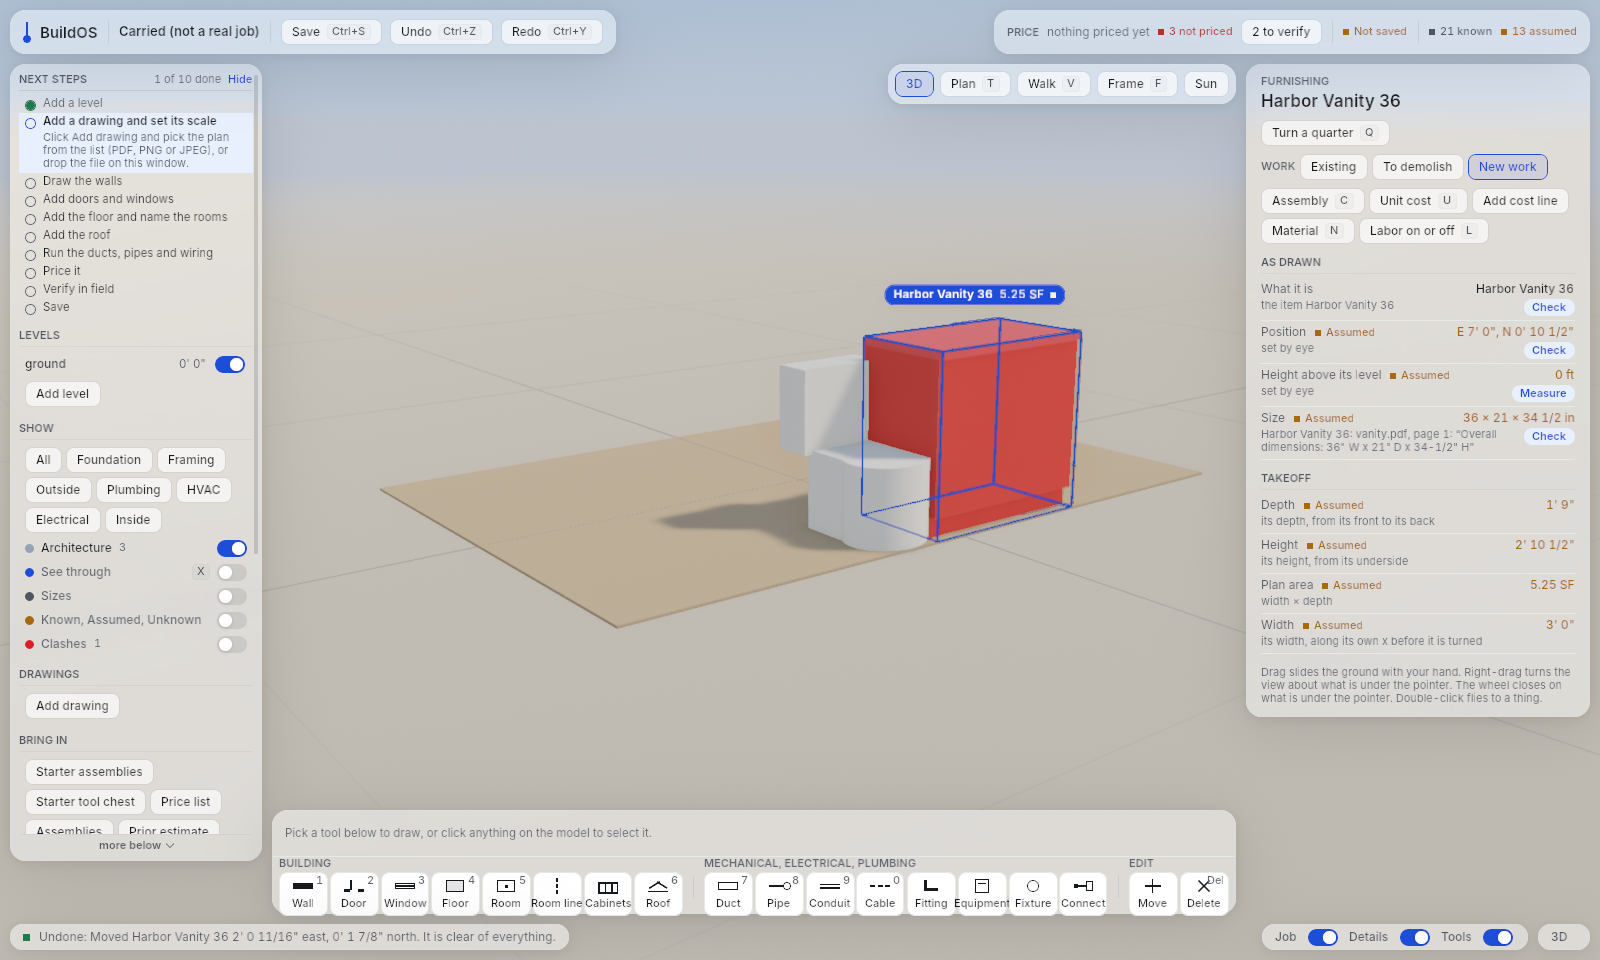 BuildOS
Carried (not a real job)
Save Ctrl+S
Undo Ctrl+Z
Redo Ctrl+Y
PRICE nothing priced yet 3 not priced 2 to verify Not saved 21 known 13 assumed
NEXT STEPS 1 of 10 done Hide
Add a level
Add a drawing and set its scale
Click Add drawing and pick the plan
from the list (PDF, PNG or JPEG), or
drop the file on this window.
Draw the walls
Add doors and windows
Add the floor and name the rooms
Add the roof
Run the ducts, pipes and wiring
Price it
Verify in field
Save
LEVELS
ground 0' 0"
Add level
SHOW
All Foundation Framing
Outside Plumbing HVAC
Electrical Inside
Architecture 3
See through X
Sizes
Known, Assumed, Unknown
Clashes 1
DRAWINGS
Add drawing
BRING IN
Starter assemblies
Starter tool chest Price list
Assemblies Prior estimate
more below
3D Plan T Walk V Frame F Sun
Harbor Vanity 36 5.25 SF
FURNISHING
Harbor Vanity 36
Turn a quarter Q
WORK Existing To demolish New work
Assembly C Unit cost U Add cost line
Material N Labor on or off L
AS DRAWN
What it is Harbor Vanity 36
the item Harbor Vanity 36 Check
Position Assumed E 7' 0", N 0' 10 1/2"
set by eye Check
Height above its level Assumed 0 ft
set by eye Measure
Size Assumed 36 × 21 × 34 1/2 in
Harbor Vanity 36: vanity.pdf, page 1: "Overall Check
dimensions: 36" W x 21" D x 34-1/2" H"
TAKEOFF
Depth Assumed 1' 9"
its depth, from its front to its back
Height Assumed 2' 10 1/2"
its height, from its underside
Plan area Assumed 5.25 SF
width × depth
Width Assumed 3' 0"
its width, along its own x before it is turned
Drag slides the ground with your hand. Right-drag turns the
view about what is under the pointer. The wheel closes on
what is under the pointer. Double-click flies to a thing.
Pick a tool below to draw, or click anything on the model to select it.
BUILDING MECHANICAL, ELECTRICAL, PLUMBING EDIT
1 2 3 4 5 6 7 8 9 0 Del
Wall Door Window Floor Room Room line Cabinets Roof Duct Pipe Conduit Cable Fitting Equipment Fixture Connect Move Delete
Undone: Moved Harbor Vanity 36 2' 0 11/16" east, 0' 1 7/8" north. It is clear of everything.
Job Details Tools 3D